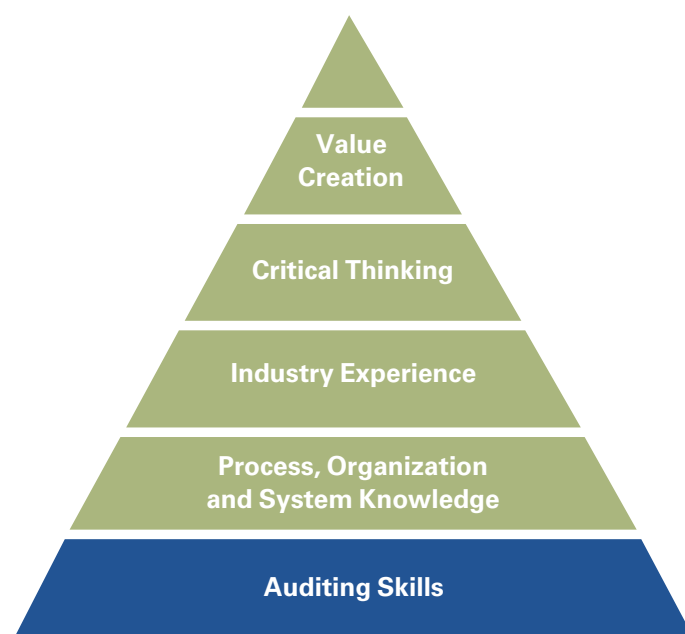 Value
Creation
Critical Thinking
Industry Experience
Process, Organization
and System Knowledge
Auditing Skills